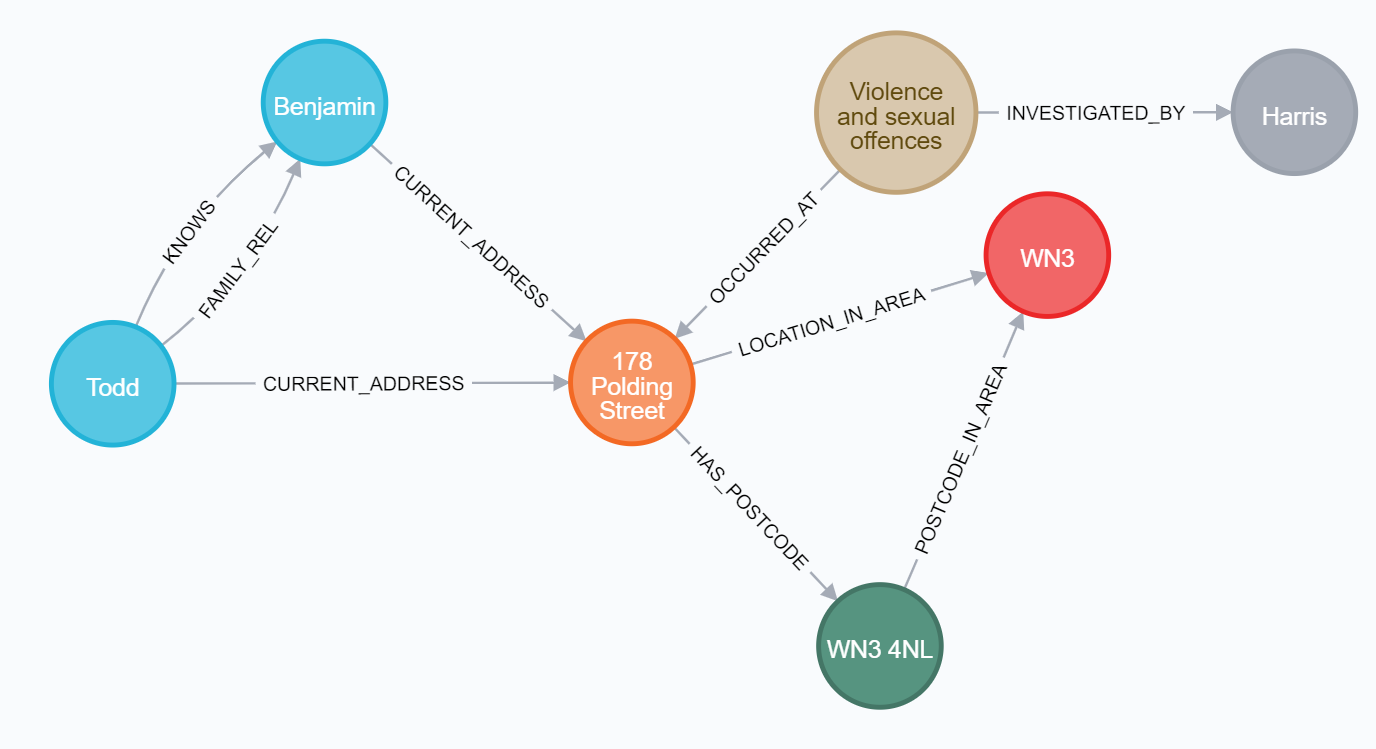 Benjamin
Violence
and sexual
offences
INVESTIGATED_BY
Harris
KNOWS
FAMILY_REL
CURRENT_ADDRESS
OCCURRED_AT
WN3
LOCATION_IN_AREA
Todd
CURRENT_ADDRESS
178
Polding
Street
HAS_POSTCODE
POSTCODE_IN_AREA
WN3 4NL